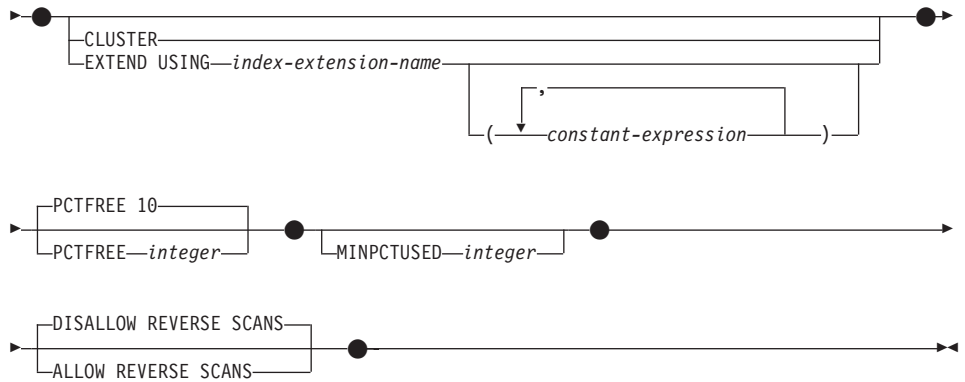 CLUSTER
EXTEND USING index-extension-name
,
( constant-expression )
PCTFREE 10
PCTFREE integer
MINPCTUSED integer
DISALLOW REVERSE SCANS
ALLOW REVERSE SCANS